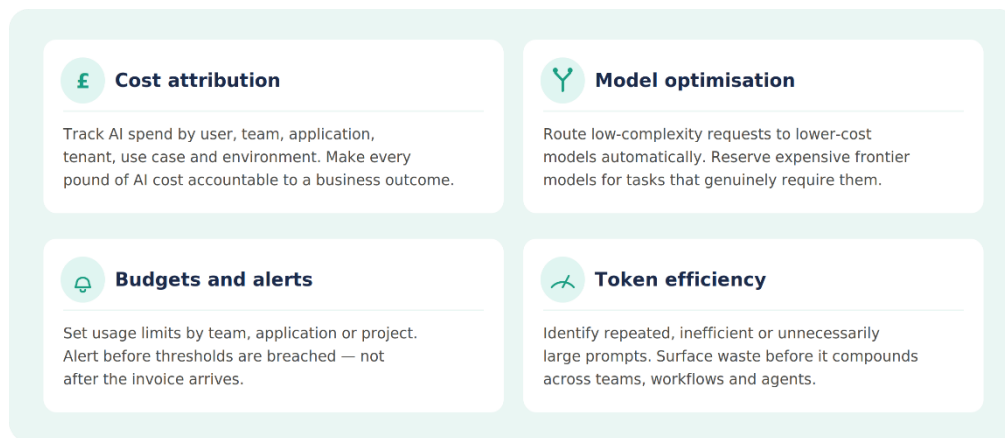 £ Cost attribution
Track AI spend by user, team, application,
tenant, use case and environment. Make every
pound of AI cost accountable to a business outcome.
Model optimisation
Route low-complexity requests to lower-cost
models automatically. Reserve expensive frontier
models for tasks that genuinely require them.
Budgets and alerts
Set usage limits by team, application or project.
Alert before thresholds are breached — not
after the invoice arrives.
Token efficiency
Identify repeated, inefficient or unnecessarily
large prompts. Surface waste before it compounds
across teams, workflows and agents.